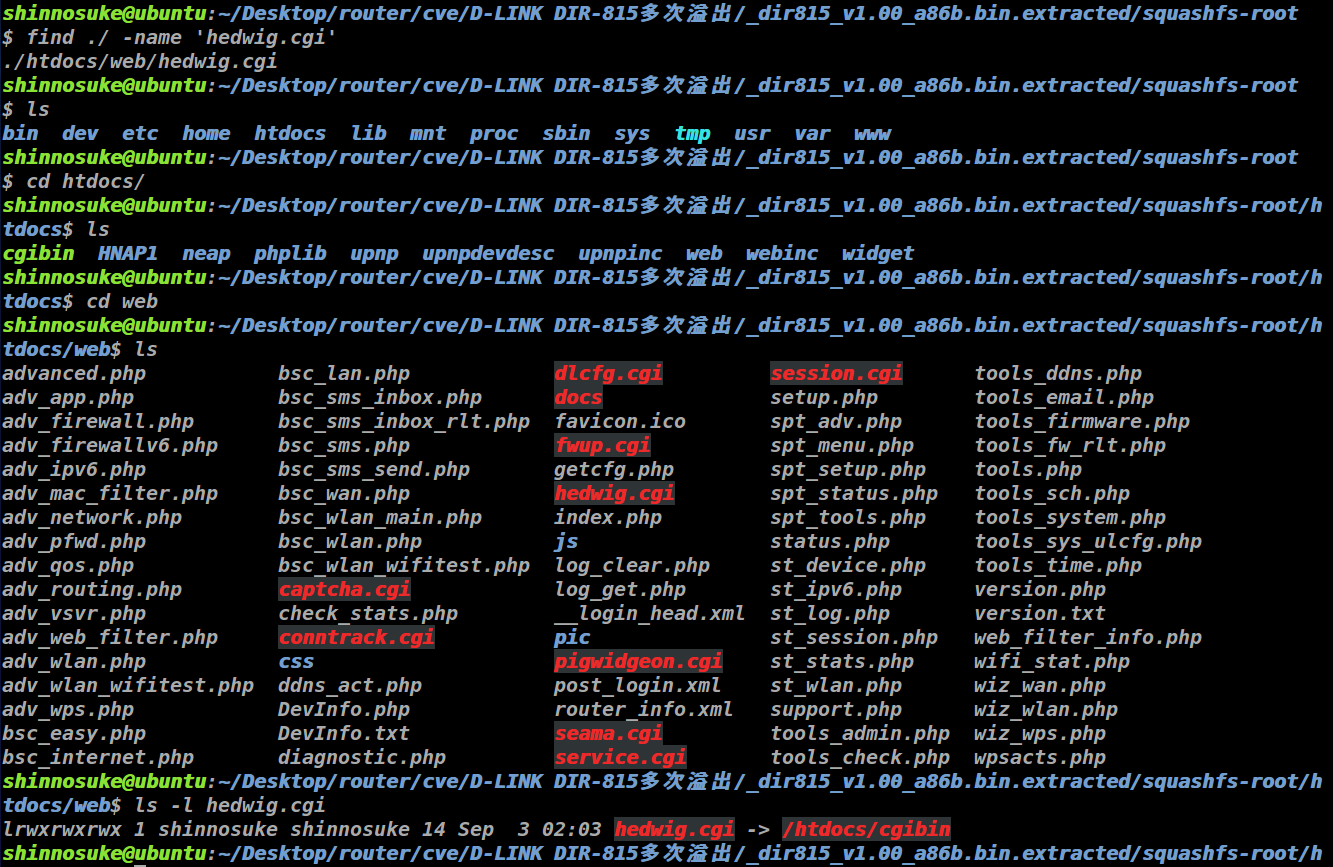 shinnosuke@ubuntu:~/Desktop/router/cve/D-LINK DIR-815多次溢出/_dir815_v1.00_a86b.bin.extracted/squashfs-root
$ find ./ -name 'hedwig.cgi'
./htdocs/web/hedwig.cgi
shinnosuke@ubuntu:~/Desktop/router/cve/D-LINK DIR-815多次溢出/_dir815_v1.00_a86b.bin.extracted/squashfs-root
$ ls
bin  dev  etc  home  htdocs  lib  mnt  proc  sbin  sys  tmp  usr  var  www
shinnosuke@ubuntu:~/Desktop/router/cve/D-LINK DIR-815多次溢出/_dir815_v1.00_a86b.bin.extracted/squashfs-root
$ cd htdocs/
shinnosuke@ubuntu:~/Desktop/router/cve/D-LINK DIR-815多次溢出/_dir815_v1.00_a86b.bin.extracted/squashfs-root/h
tdocs$ ls
cgibin  HNAP1  neap  phplib  upnp  upnpdevdesc  upnpinc  web  webinc  widget
shinnosuke@ubuntu:~/Desktop/router/cve/D-LINK DIR-815多次溢出/_dir815_v1.00_a86b.bin.extracted/squashfs-root/h
tdocs$ cd web
shinnosuke@ubuntu:~/Desktop/router/cve/D-LINK DIR-815多次溢出/_dir815_v1.00_a86b.bin.extracted/squashfs-root/h
tdocs/web$ ls
advanced.php           bsc_lan.php            dlcfg.cgi         session.cgi      tools_ddns.php
adv_app.php            bsc_sms_inbox.php      docs              setup.php        tools_email.php
adv_firewall.php       bsc_sms_inbox_rlt.php  favicon.ico       spt_adv.php      tools_firmware.php
adv_firewallv6.php     bsc_sms.php            fwup.cgi          spt_menu.php     tools_fw_rlt.php
adv_ipv6.php           bsc_sms_send.php       getcfg.php        spt_setup.php    tools.php
adv_mac_filter.php     bsc_wan.php            hedwig.cgi        spt_status.php   tools_sch.php
adv_network.php        bsc_wlan_main.php      index.php         spt_tools.php    tools_system.php
adv_pfwd.php           bsc_wlan.php           js                status.php       tools_sys_ulcfg.php
adv_qos.php            bsc_wlan_wifitest.php  log_clear.php     st_device.php    tools_time.php
adv_routing.php        captcha.cgi            log_get.php       st_ipv6.php      version.php
adv_vsvr.php           check_stats.php        __login_head.xml  st_log.php       version.txt
adv_web_filter.php     conntrack.cgi          pic               st_session.php   web_filter_info.php
adv_wlan.php           css                    pigwidgeon.cgi    st_stats.php     wifi_stat.php
adv_wlan_wifitest.php  ddns_act.php           post_login.xml    st_wlan.php      wiz_wan.php
adv_wps.php            DevInfo.php            router_info.xml   support.php      wiz_wlan.php
bsc_easy.php           DevInfo.txt            seama.cgi         tools_admin.php  wiz_wps.php
bsc_internet.php       diagnostic.php         service.cgi       tools_check.php  wpsacts.php
shinnosuke@ubuntu:~/Desktop/router/cve/D-LINK DIR-815多次溢出/_dir815_v1.00_a86b.bin.extracted/squashfs-root/h
tdocs/web$ ls -l hedwig.cgi
lrwxrwxrwx 1 shinnosuke shinnosuke 14 Sep  3 02:03 hedwig.cgi -> /htdocs/cgibin
shinnosuke@ubuntu:~/Desktop/router/cve/D-LINK DIR-815多次溢出/_dir815_v1.00_a86b.bin.extracted/squashfs-root/h